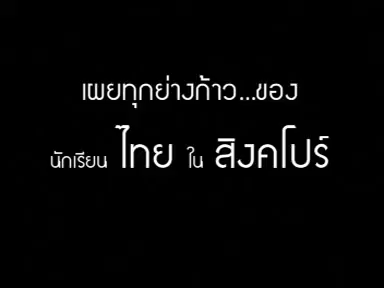 เผยทุกย่างก้าว...ของ
นักเรียน ไทย ใน สิงคโปร์